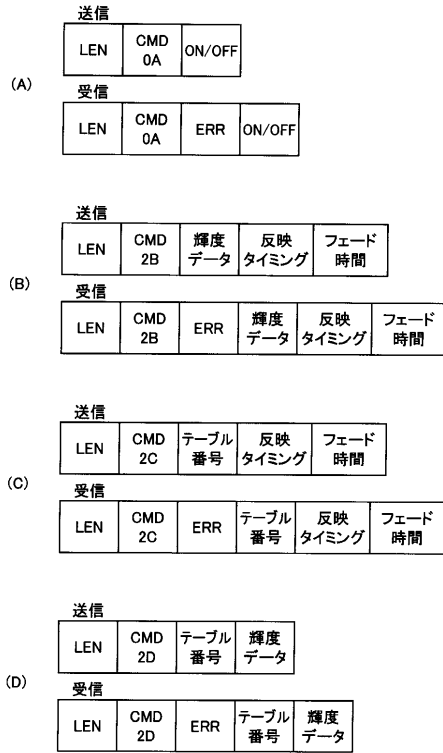 (A)
送信
LEN CMD 0A ON/OFF
受信
LEN CMD 0A ERR ON/OFF
(B)
送信
LEN CMD 2B 輝度 データ 反映 タイミング フェード 時間
受信
LEN CMD 2B ERR 輝度 データ 反映 タイミング フェード 時間
(C)
送信
LEN CMD 2C テーブル 番号 反映 タイミング フェード 時間
受信
LEN CMD 2C ERR テーブル 番号 反映 タイミング フェード 時間
(D)
送信
LEN CMD 2D テーブル 番号 輝度 データ
受信
LEN CMD 2D ERR テーブル 番号 輝度 データ